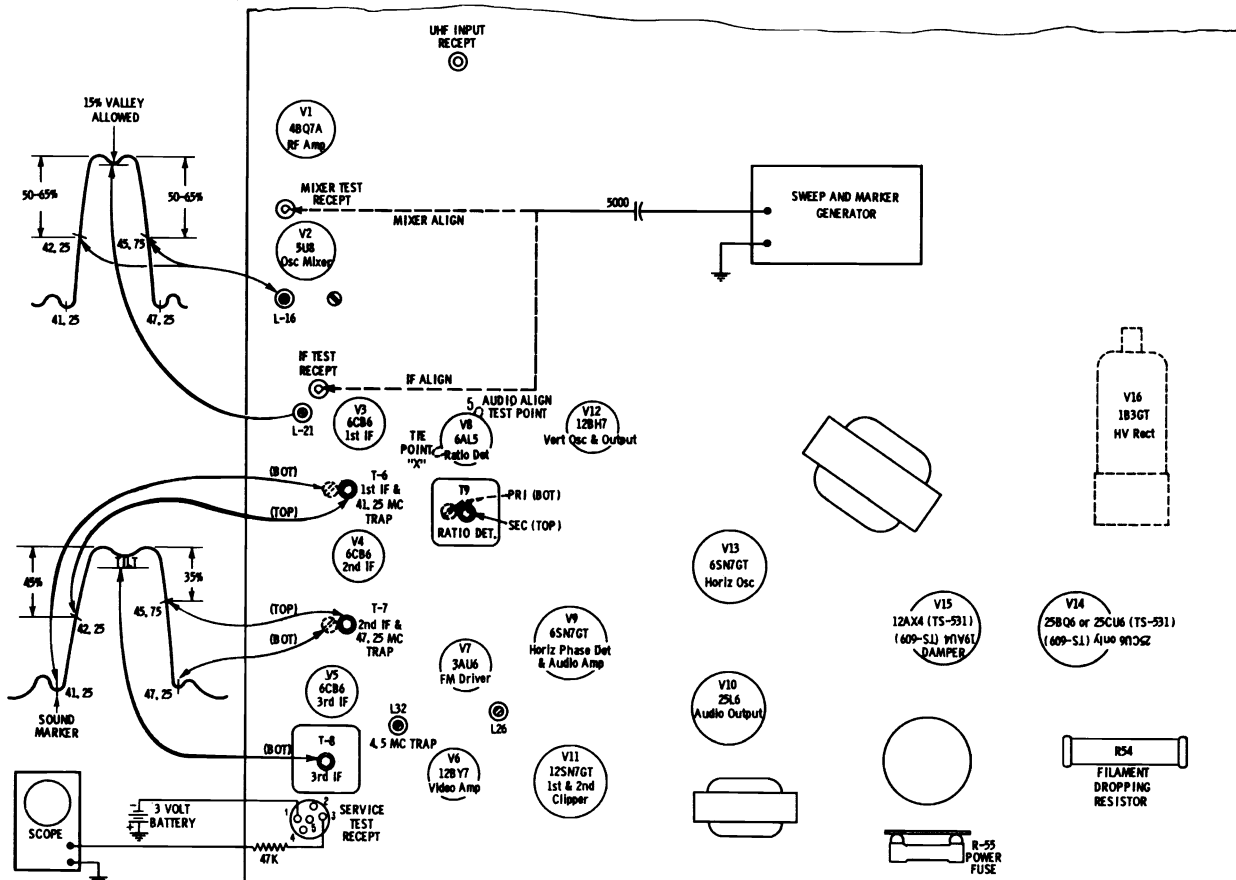 UHF INPUT
RECEPT
15% VALLEY
ALLOWED
50-65%
50-65%
42.25
45.75
41.25
47.25
V1
4BQ7A
RF Amp
MIXER TEST
RECEPT
MIXER ALIGN
5000
SWEEP AND MARKER
GENERATOR
V2
5U8
Osc Mixer
L-16
IF TEST
RECEPT
IF ALIGN
L-21
V3
6CB6
1st IF
5
AUDIO ALIGN
TEST POINT
TIE
POINT
"X"
V8
6AL5
Ratio Det
V12
12BH7
Vert Osc & Output
V16
1B3GT
HV Rect
(BOT)
(TOP)
T-6
1st IF &
41.25 MC
TRAP
T9
PRI (BOT)
SEC (TOP)
RATIO DET.
V4
6CB6
2nd IF
V13
6SN7GT
Horiz Osc
45%
TILT
35%
42.25
45.75
41.25
47.25
SOUND
MARKER
(TOP)
(BOT)
T-7
2nd IF &
47.25 MC
TRAP
V9
6SN7GT
Horiz Phase Det
& Audio Amp
V15
12AX4 (TS-531)
19AU4 (TS-609)
DAMPER
V14
25BQ6 or 25CU6 (TS-531)
25CU6 only (TS-609)
V7
3AU6
FM Driver
V5
6CB6
3rd IF
L32
4.5 MC TRAP
L26
V10
25L6
Audio Output
(BOT)
T-8
3rd IF
V6
12BY7
Video Amp
V11
12SN7GT
1st & 2nd
Clipper
R54
FILAMENT
DROPPING
RESISTOR
SCOPE
3 VOLT
BATTERY
1
2
3
4
5
SERVICE
TEST
RECEPT
47K
R-55
POWER
FUSE